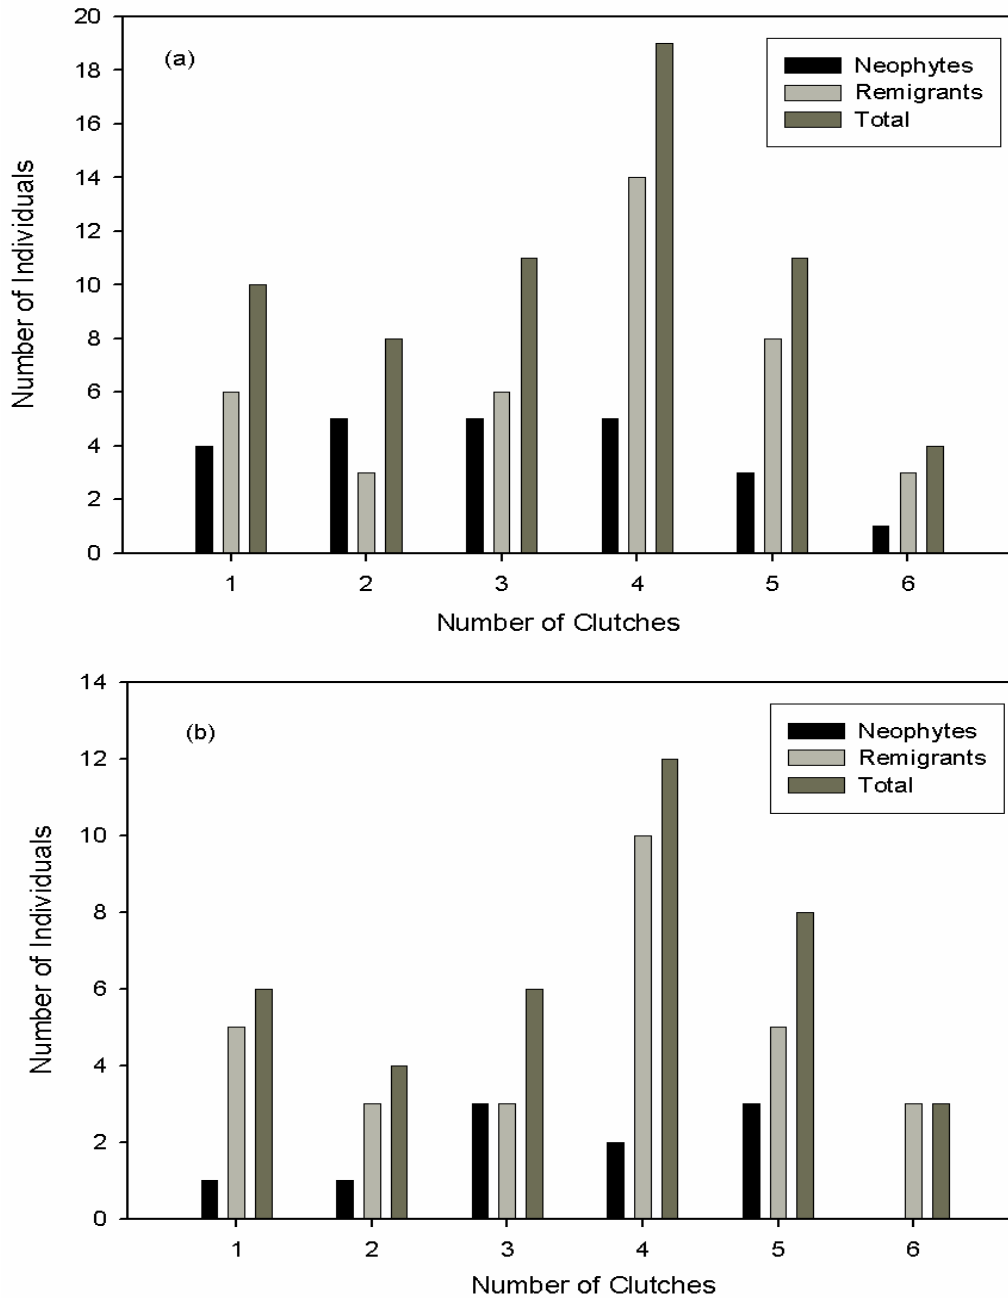 20
18
16
14
12
10
8
6
4
2
0
(a)
Neophytes
Remigrants
Total
Number of Individuals
1 2 3 4 5 6
Number of Clutches
14
12
10
8
6
4
2
0
(b)
Neophytes
Remigrants
Total
Number of Individuals
1 2 3 4 5 6
Number of Clutches